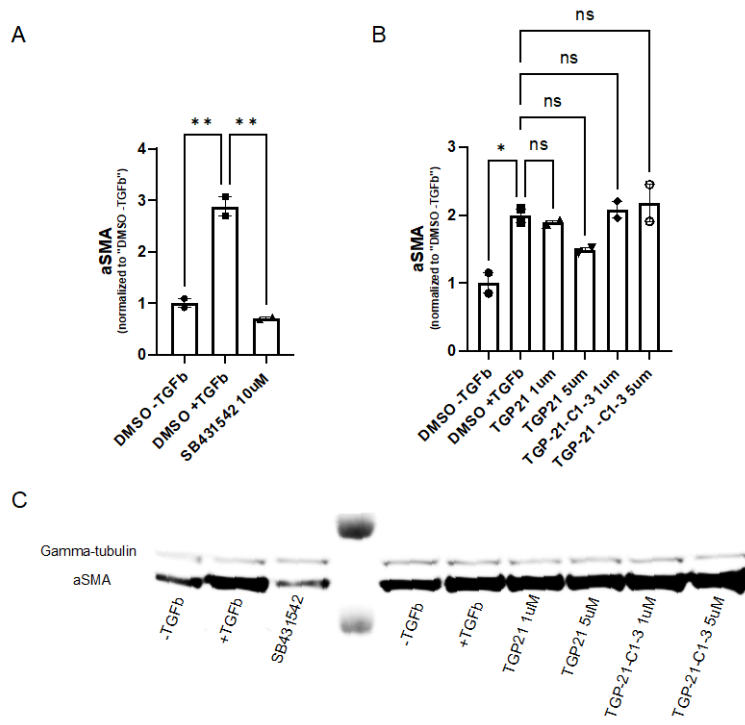 A
B
ns
ns
ns
** **
* ns
4
3
2
1
0
aSMA
(normalized to "DMSO -TGFb")
DMSO -TGFb
DMSO +TGFb
SB431542 10uM
3
2
1
0
aSMA
(normalized to "DMSO -TGFb")
DMSO -TGFb
DMSO +TGFb
TGP21 1um
TGP21 5um
TGP-21-C1-3 1um
TGP-21 -C1-3 5um
C
Gamma-tubulin
aSMA
-TGFb
+TGFb
SB431542
-TGFb
+TGFb
TGP21 1uM
TGP21 5uM
TGP-21-C1-3 1uM
TGP-21-C1-3 5uM